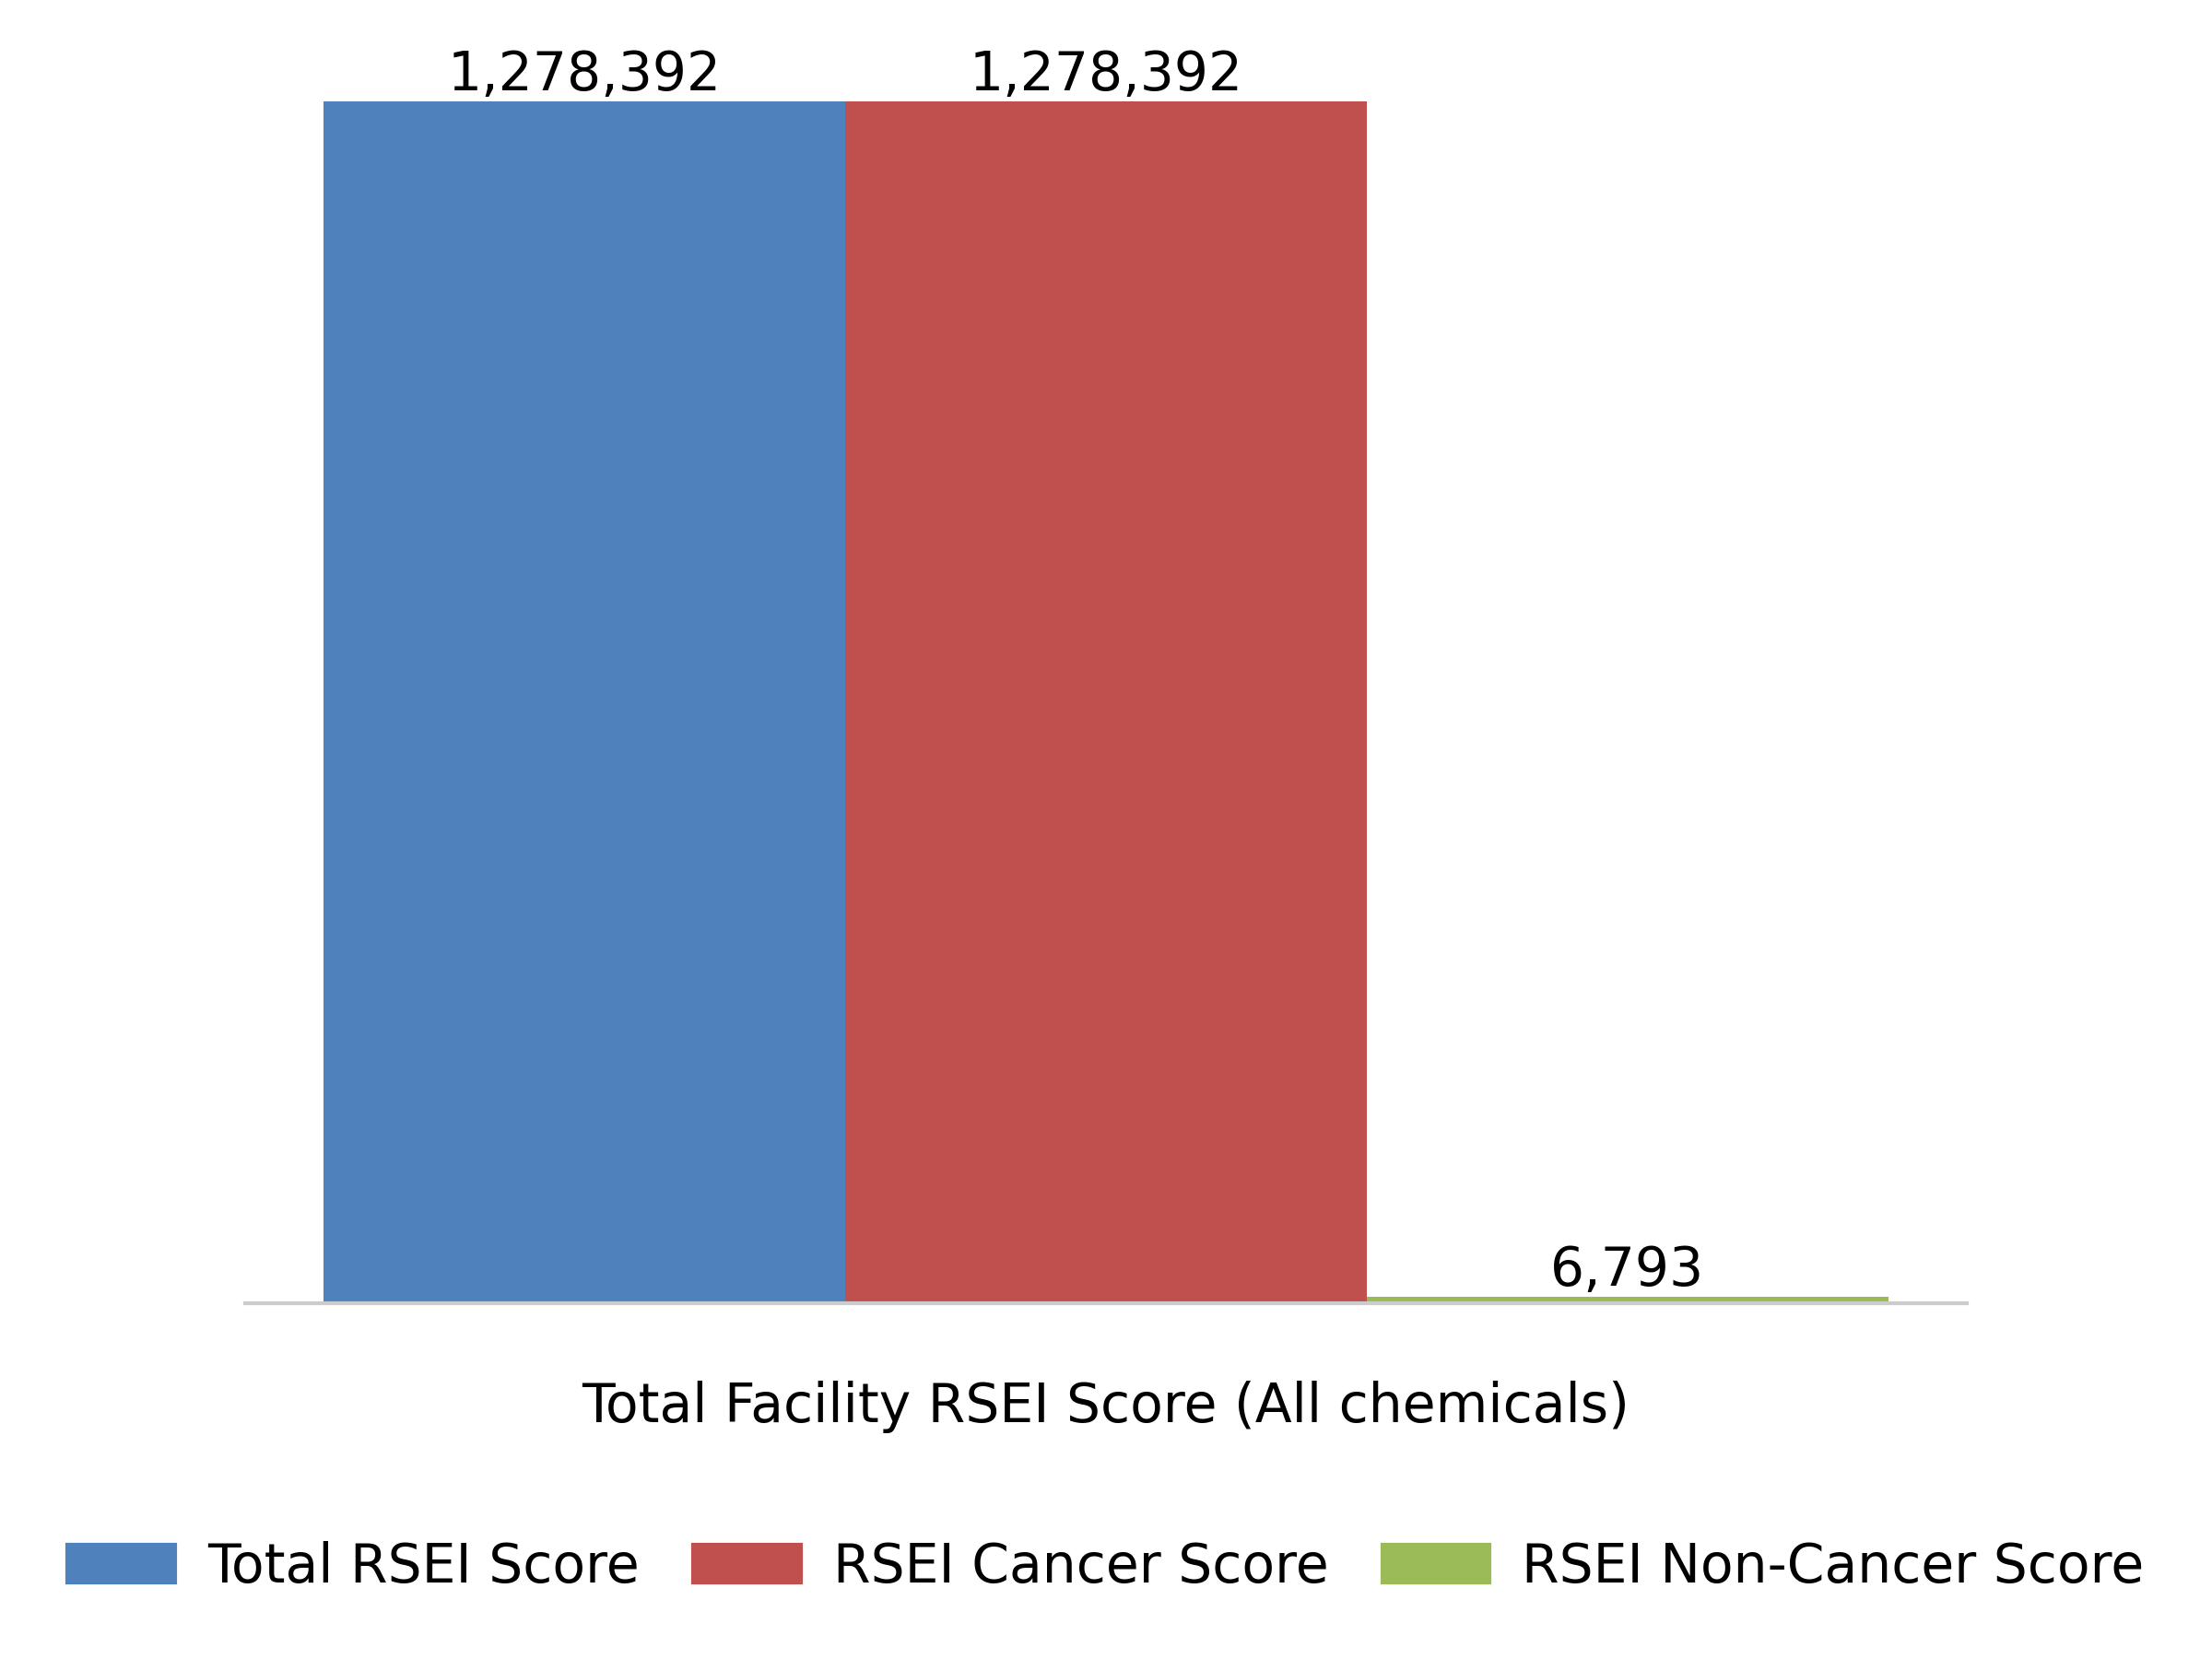 1,278,392 1,278,392
6,793
Total Facility RSEI Score (All chemicals)
Total RSEI Score RSEI Cancer Score RSEI Non-Cancer Score